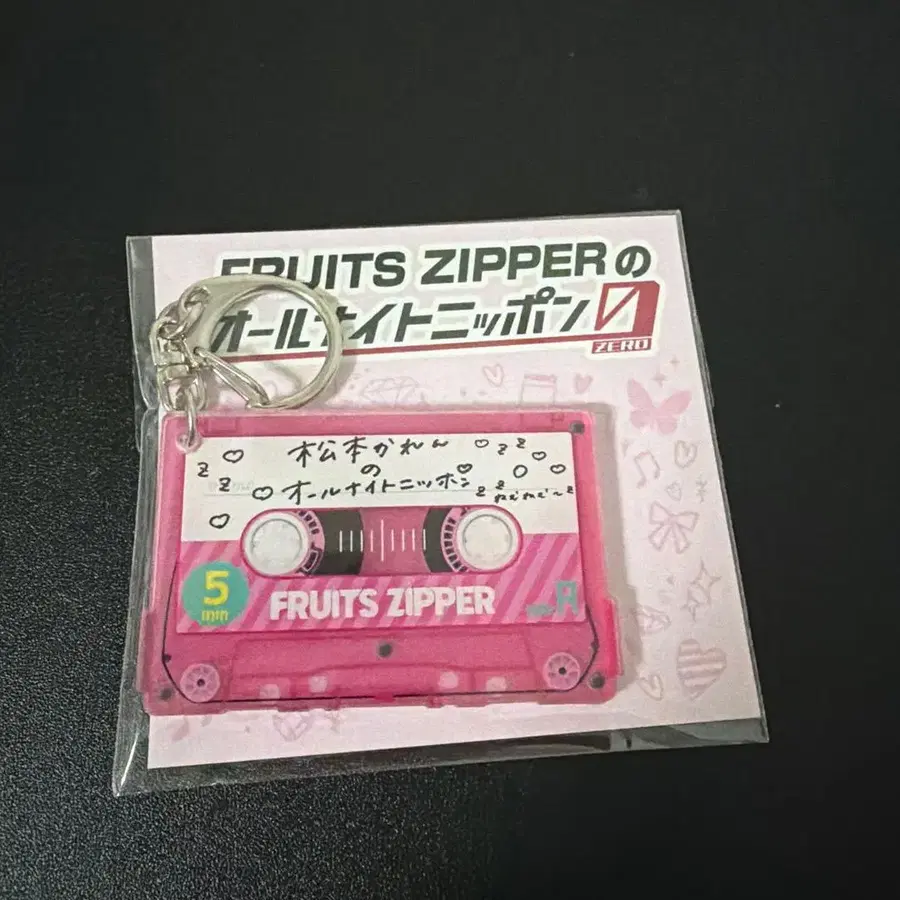 FRUITS ZIPPERの
オールナイトニッポン0
ZERO
松本かれん
の
オールナイトニッポン
z z z z z z z
5
min
FRUITS ZIPPER
A